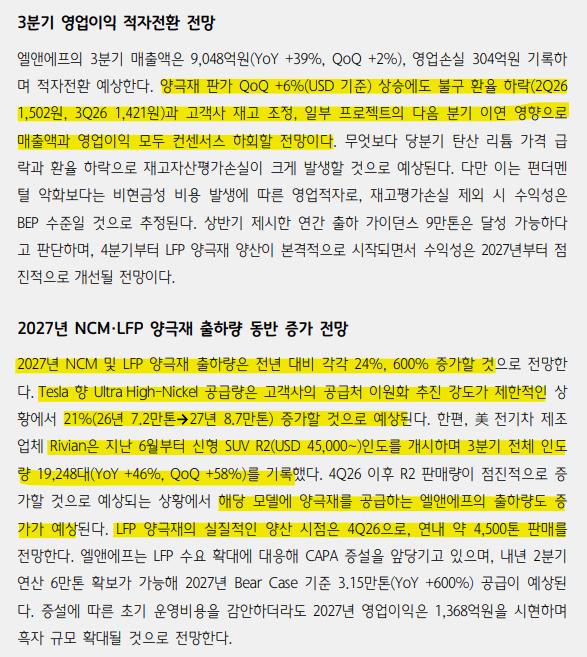 3분기 영업이익 적자전환 전망
엘앤에프의 3분기 매출액은 9,048억원(YoY +39%, QoQ +2%), 영업손실 304억원 기록하
며 적자전환 예상한다. 양극재 판가 QoQ +6%(USD 기준) 상승에도 불구 환율 하락(2Q26
1,502원, 3Q26 1,421원)과 고객사 재고 조정, 일부 프로젝트의 다음 분기 이연 영향으로
매출액과 영업이익 모두 컨센서스 하회할 전망이다. 무엇보다 당분기 탄산 리튬 가격 급
락과 환율 하락으로 재고자산평가손실이 크게 발생할 것으로 예상된다. 다만 이는 펀더멘
털 악화보다는 비현금성 비용 발생에 따른 영업적자로, 재고평가손실 제외 시 수익성은
BEP 수준일 것으로 추정된다. 상반기 제시한 연간 출하 가이던스 9만톤은 달성 가능하다
고 판단하며, 4분기부터 LFP 양극재 양산이 본격적으로 시작되면서 수익성은 2027년부터 점
진적으로 개선될 전망이다.
2027년 NCM·LFP 양극재 출하량 동반 증가 전망
2027년 NCM 및 LFP 양극재 출하량은 전년 대비 각각 24%, 600% 증가할 것으로 전망한
다. Tesla 향 Ultra High-Nickel 공급량은 고객사의 공급처 이원화 추진 강도가 제한적인 상
황에서 21%(26년 7.2만톤→27년 8.7만톤) 증가할 것으로 예상된다. 한편, 美 전기차 제조
업체 Rivian은 지난 6월부터 신형 SUV R2(USD 45,000~)인도를 개시하며 3분기 전체 인도
량 19,248대(YoY +46%, QoQ +58%)를 기록했다. 4Q26 이후 R2 판매량이 점진적으로 증
가할 것으로 예상되는 상황에서 해당 모델에 양극재를 공급하는 엘앤에프의 출하량도 증
가가 예상된다. LFP 양극재의 실질적인 양산 시점은 4Q26으로, 연내 약 4,500톤 판매를
전망한다. 엘앤에프는 LFP 수요 확대에 대응해 CAPA 증설을 앞당기고 있으며, 내년 2분기
연산 6만톤 확보가 가능해 2027년 Bear Case 기준 3.15만톤(YoY +600%) 공급이 예상된
다. 증설에 따른 초기 운영비용을 감안하더라도 2027년 영업이익은 1,368억원을 시현하며
흑자 규모 확대될 것으로 전망한다.